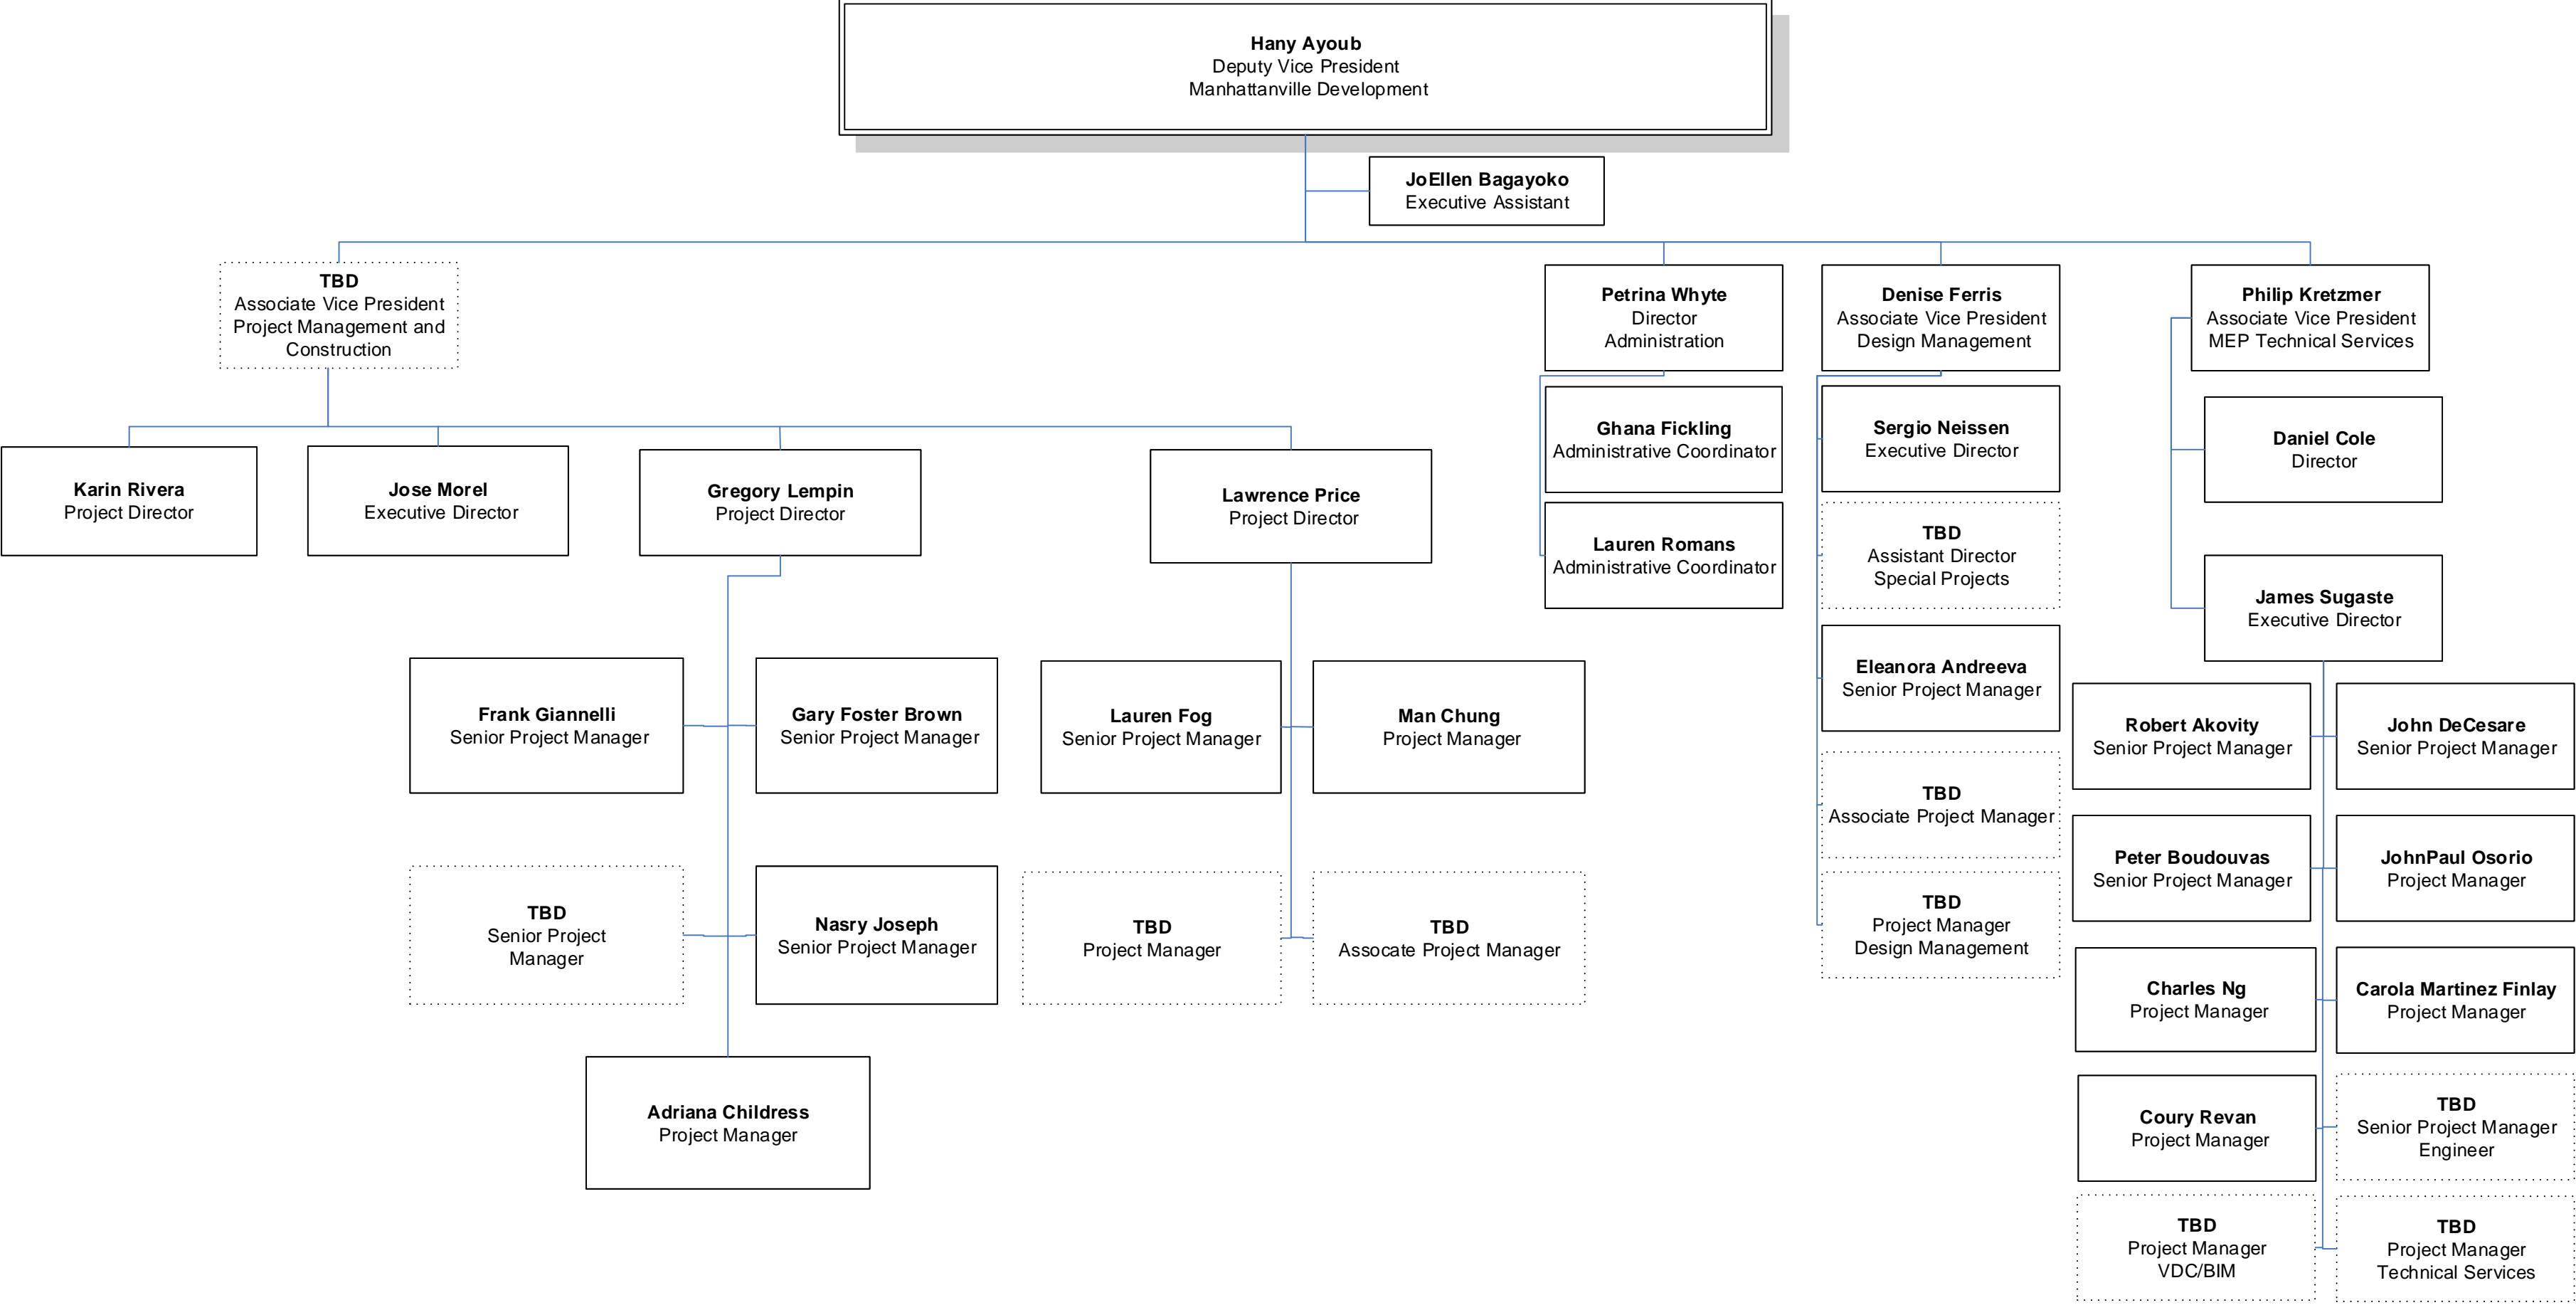 Hany Ayoub
Deputy Vice President
Manhattanville Development
JoEllen Bagayoko
Executive Assistant
TBD
Associate Vice President
Project Management and
Construction
Petrina Whyte
Director
Administration
Denise Ferris
Associate Vice President
Design Management
Philip Kretzmer
Associate Vice President
MEP Technical Services
Karin Rivera
Project Director
Jose Morel
Executive Director
Gregory Lempin
Project Director
Lawrence Price
Project Director
Ghana Fickling
Administrative Coordinator
Lauren Romans
Administrative Coordinator
Sergio Neissen
Executive Director
TBD
Assistant Director
Special Projects
Eleanora Andreeva
Senior Project Manager
TBD
Associate Project Manager
TBD
Project Manager
Design Management
Daniel Cole
Director
James Sugaste
Executive Director
Frank Giannelli
Senior Project Manager
Gary Foster Brown
Senior Project Manager
TBD
Senior Project
Manager
Nasry Joseph
Senior Project Manager
Adriana Childress
Project Manager
Lauren Fog
Senior Project Manager
Man Chung
Project Manager
TBD
Project Manager
TBD
Assocate Project Manager
Robert Akovity
Senior Project Manager
John DeCesare
Senior Project Manager
Peter Boudouvas
Senior Project Manager
JohnPaul Osorio
Project Manager
Charles Ng
Project Manager
Carola Martinez Finlay
Project Manager
Coury Revan
Project Manager
TBD
Senior Project Manager
Engineer
TBD
Project Manager
VDC/BIM
TBD
Project Manager
Technical Services